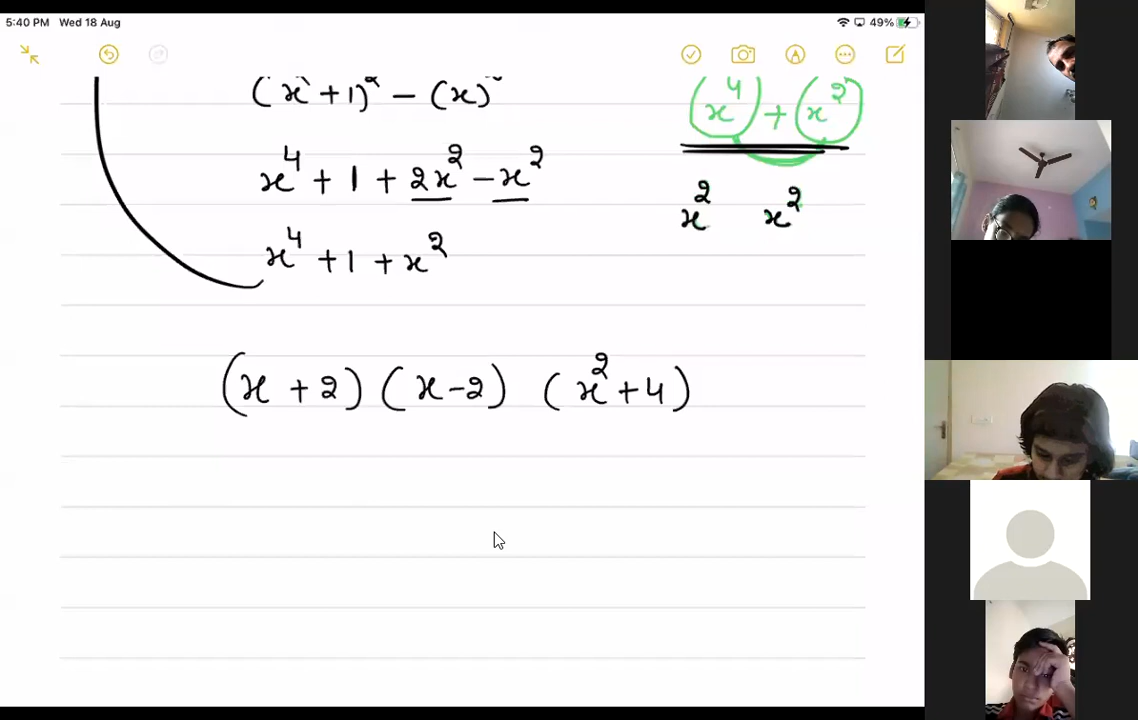 5:40 PM Wed 18 Aug 49%
(x + 1)² − (x)
(x⁴) + (x²)
x⁴ + 1 + 2x² − x²
x² x²
x⁴ + 1 + x²
(x + 2) (x − 2) (x² + 4)